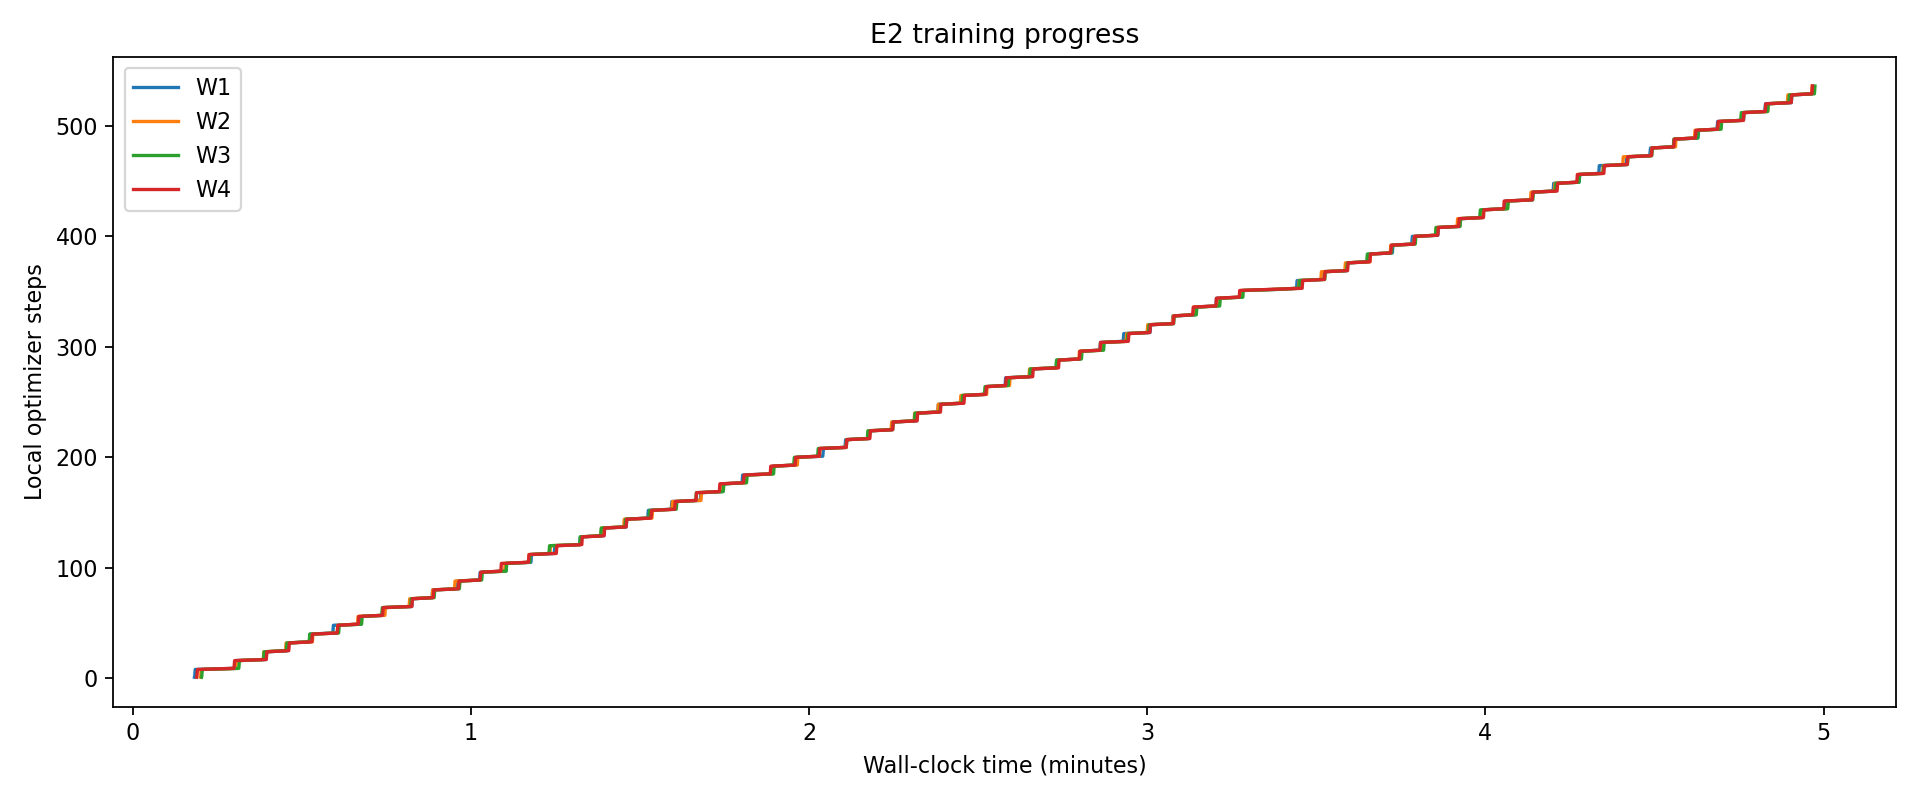 E2 training progress
W1
W2
W3
W4
500
400
300
200
100
0
Local optimizer steps
0 1 2 3 4 5
Wall-clock time (minutes)